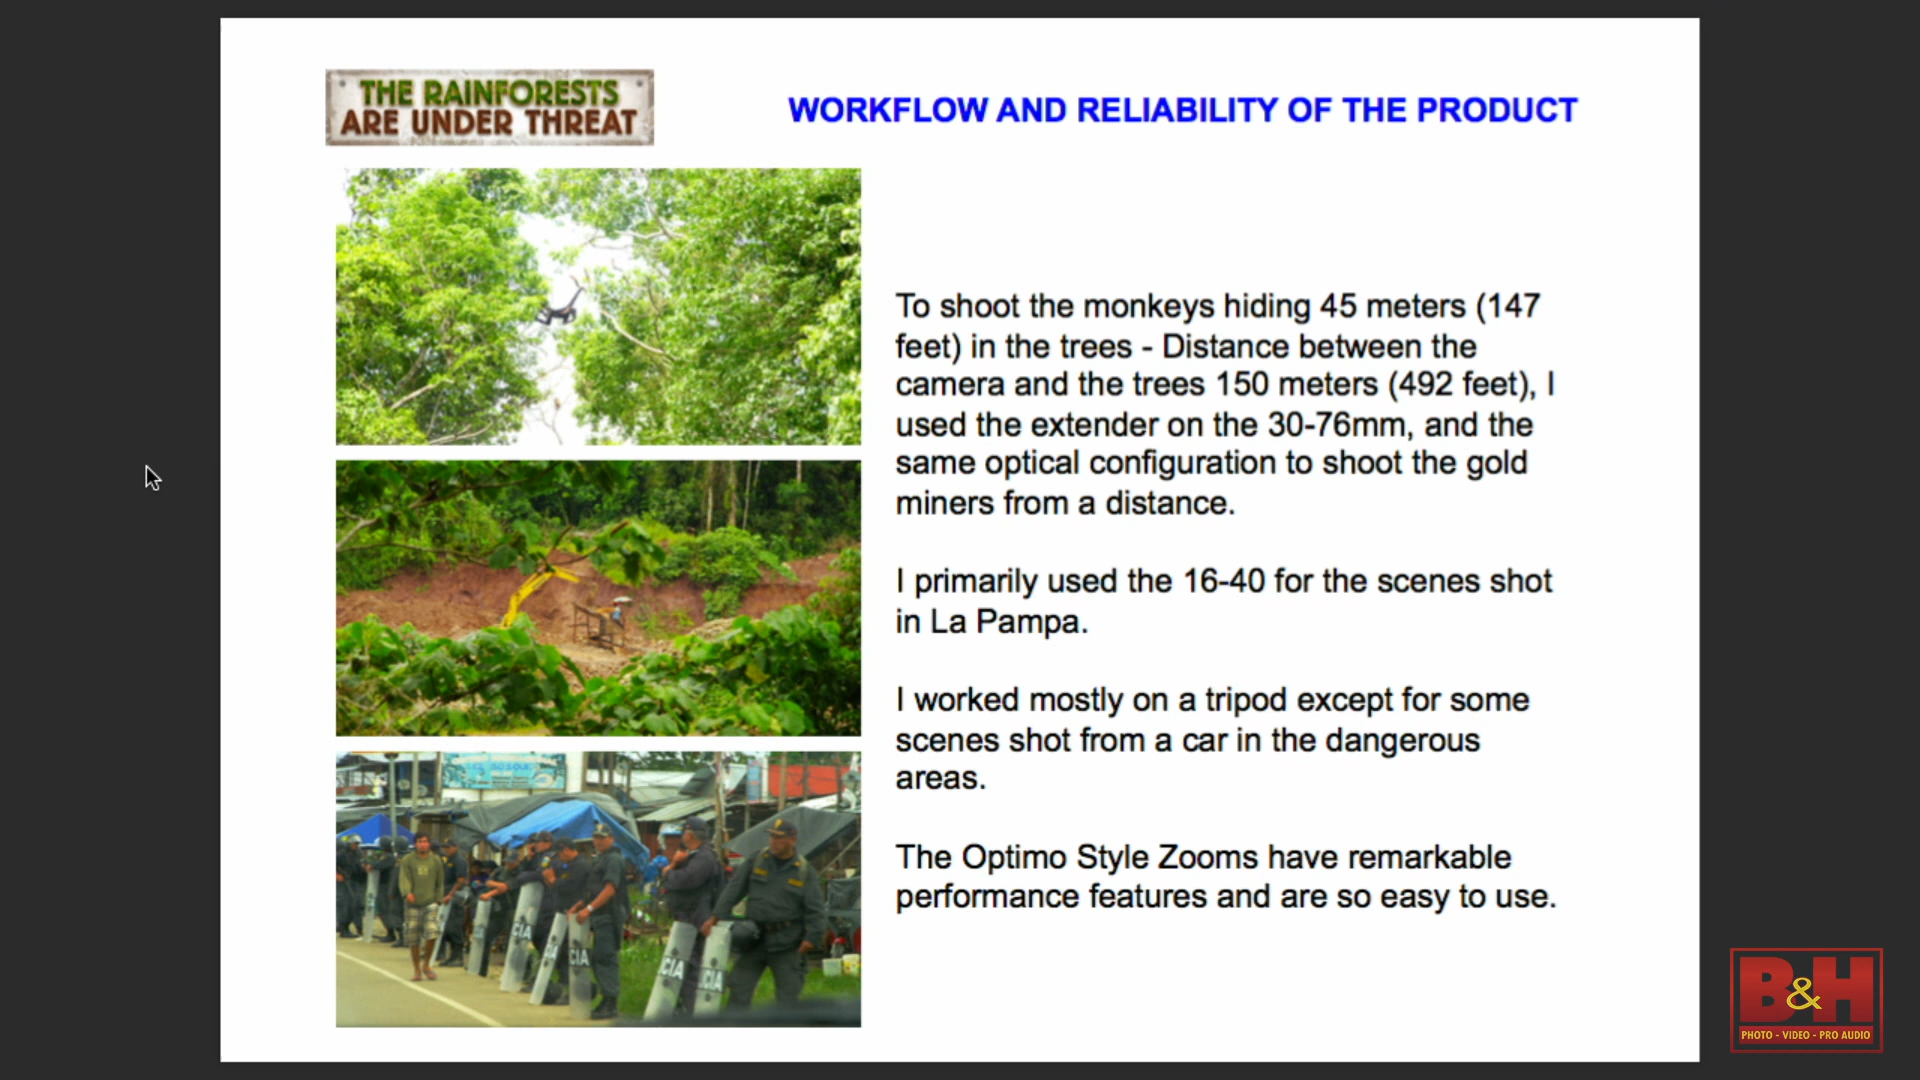 THE RAINFORESTS
ARE UNDER THREAT
WORKFLOW AND RELIABILITY OF THE PRODUCT
To shoot the monkeys hiding 45 meters (147
feet) in the trees - Distance between the
camera and the trees 150 meters (492 feet), I
used the extender on the 30-76mm, and the
same optical configuration to shoot the gold
miners from a distance.
I primarily used the 16-40 for the scenes shot
in La Pampa.
I worked mostly on a tripod except for some
scenes shot from a car in the dangerous
areas.
The Optimo Style Zooms have remarkable
performance features and are so easy to use.
CIA
CIA
CIA
CIA
CIA
B&H
PHOTO - VIDEO - PRO AUDIO